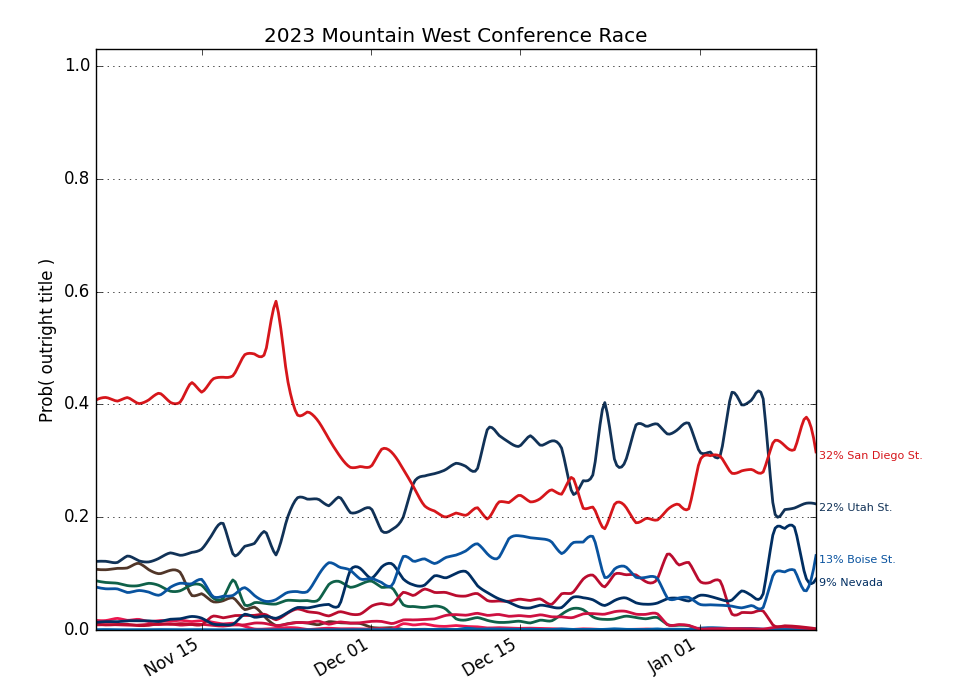 2023 Mountain West Conference Race
1.0
0.8
0.6
0.4
0.2
0.0
Prob( outright title )
32% San Diego St.
22% Utah St.
13% Boise St.
9% Nevada
Nov 15
Dec 01
Dec 15
Jan 01